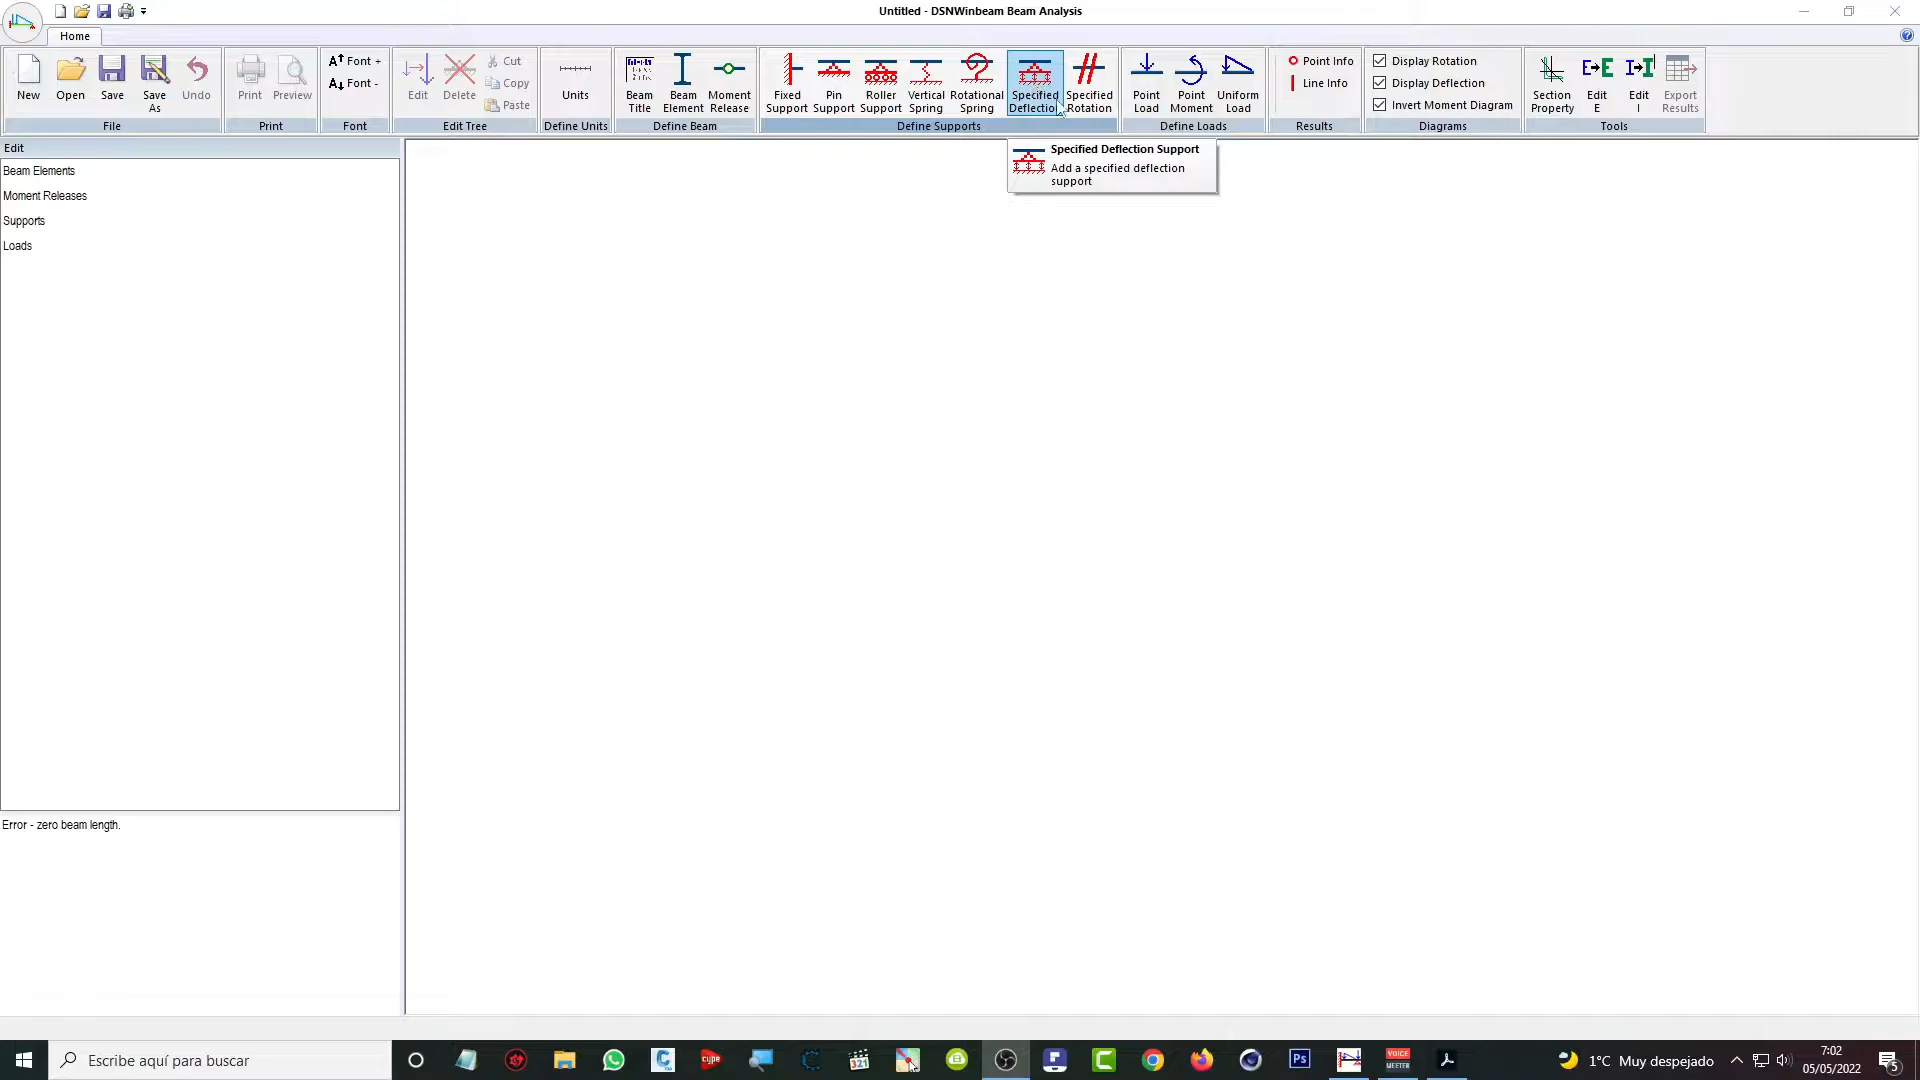 Untitled - DSNWinbeam Beam Analysis
Home
New
Open
Save
Save As
Undo
File
Print
Preview
Print
Font +
Font -
Font
Edit
Delete
Cut
Copy
Paste
Edit Tree
Units
Define Units
Beam Title
Beam Element
Moment Release
Define Beam
Fixed Support
Pin Support
Roller Support
Vertical Spring
Rotational Spring
Specified Deflection
Specified Rotation
Define Supports
Point Load
Point Moment
Uniform Load
Define Loads
Point Info
Line Info
Results
Display Rotation
Display Deflection
Invert Moment Diagram
Diagrams
Section Property
Edit E
Edit I
Export Results
Tools
Specified Deflection Support
Add a specified deflection
support
Edit
Beam Elements
Moment Releases
Supports
Loads
Error - zero beam length.
Escribe aquí para buscar
1°C Muy despejado
7:02
05/05/2022